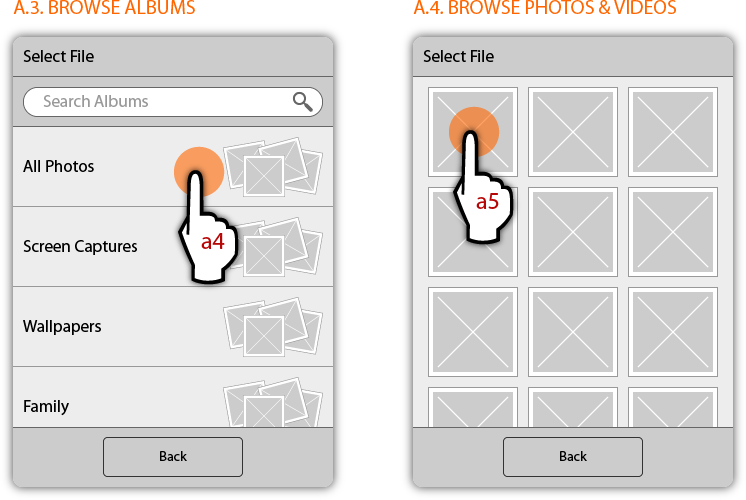 A.3. BROWSE ALBUMS
Select File
Search Albums
All Photos
a4
Screen Captures
Wallpapers
Family
Back
A.4. BROWSE PHOTOS & VIDEOS
Select File
a5
Back